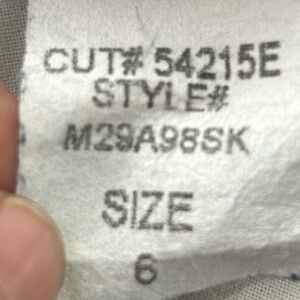 CUT# 54215E
STYLE#
M29A98SK
SIZE
6